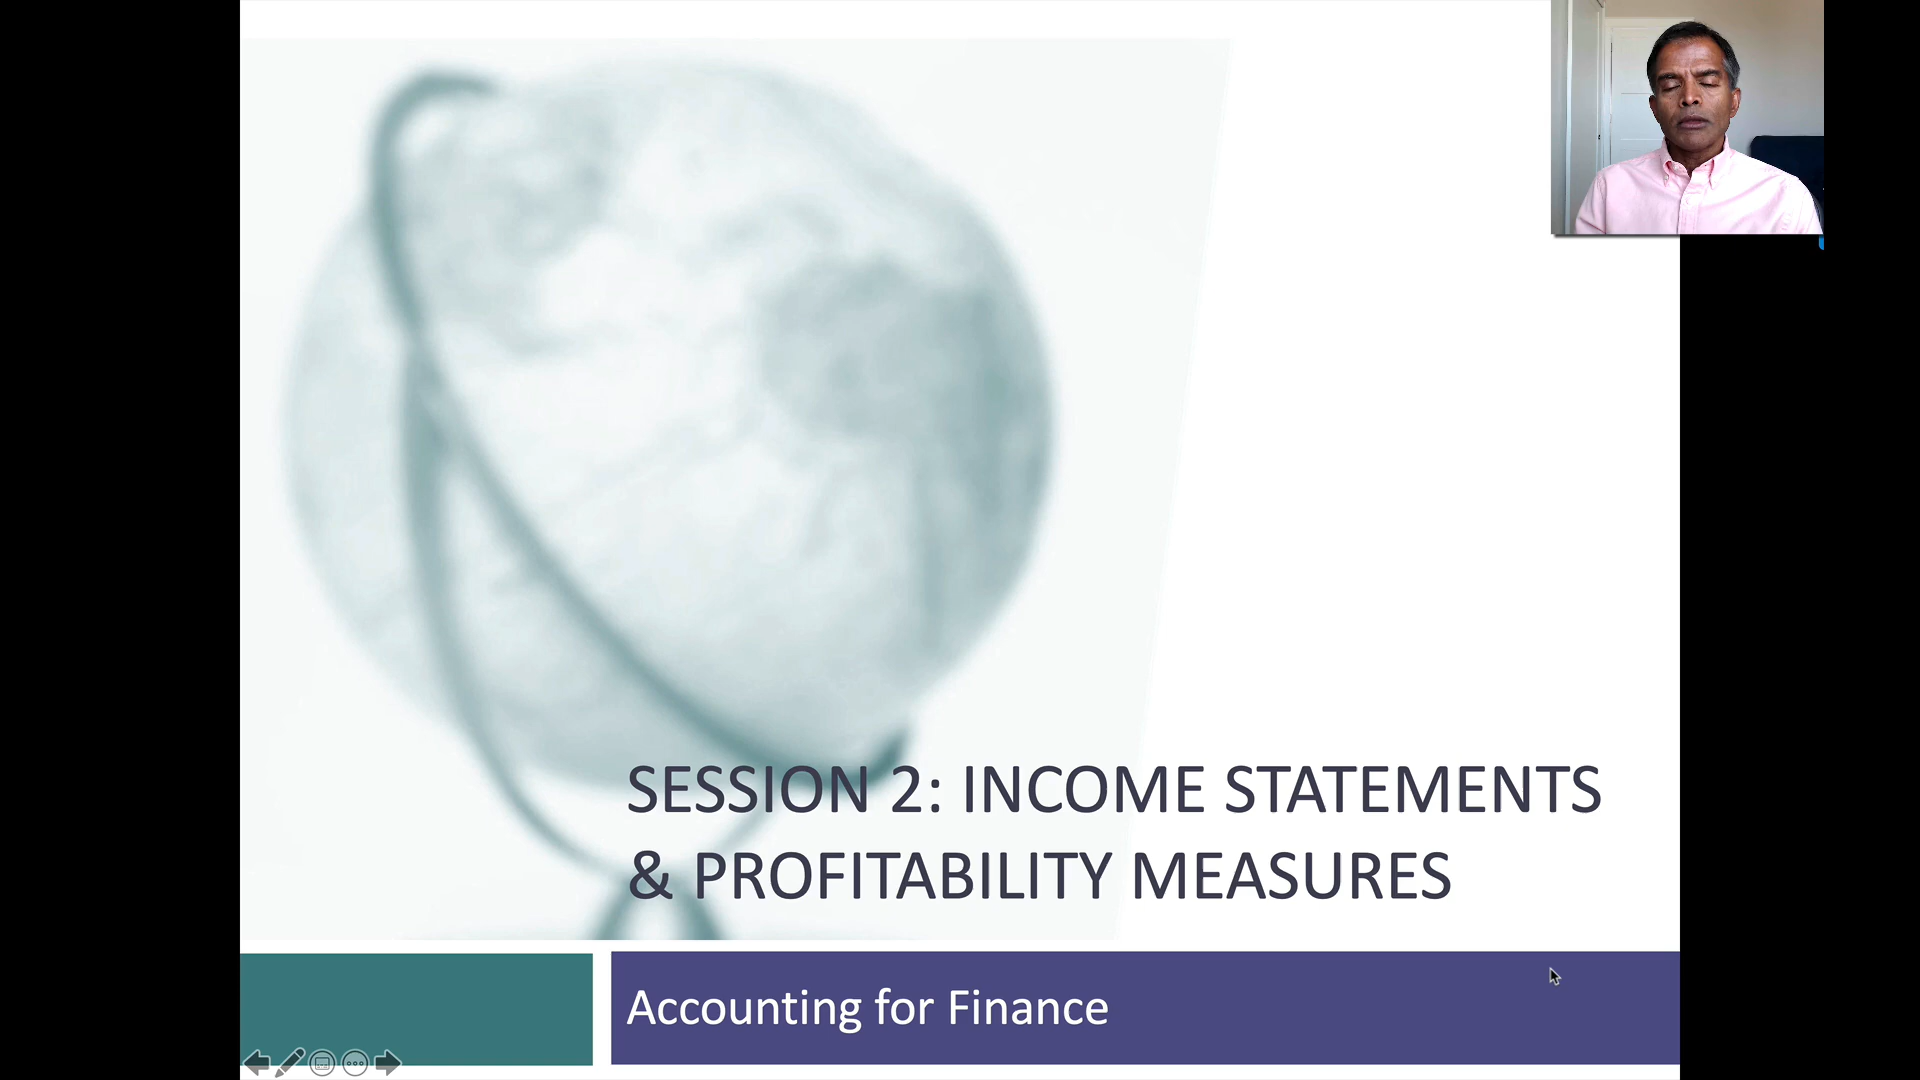 SESSION 2: INCOME STATEMENTS
& PROFITABILITY MEASURES
Accounting for Finance